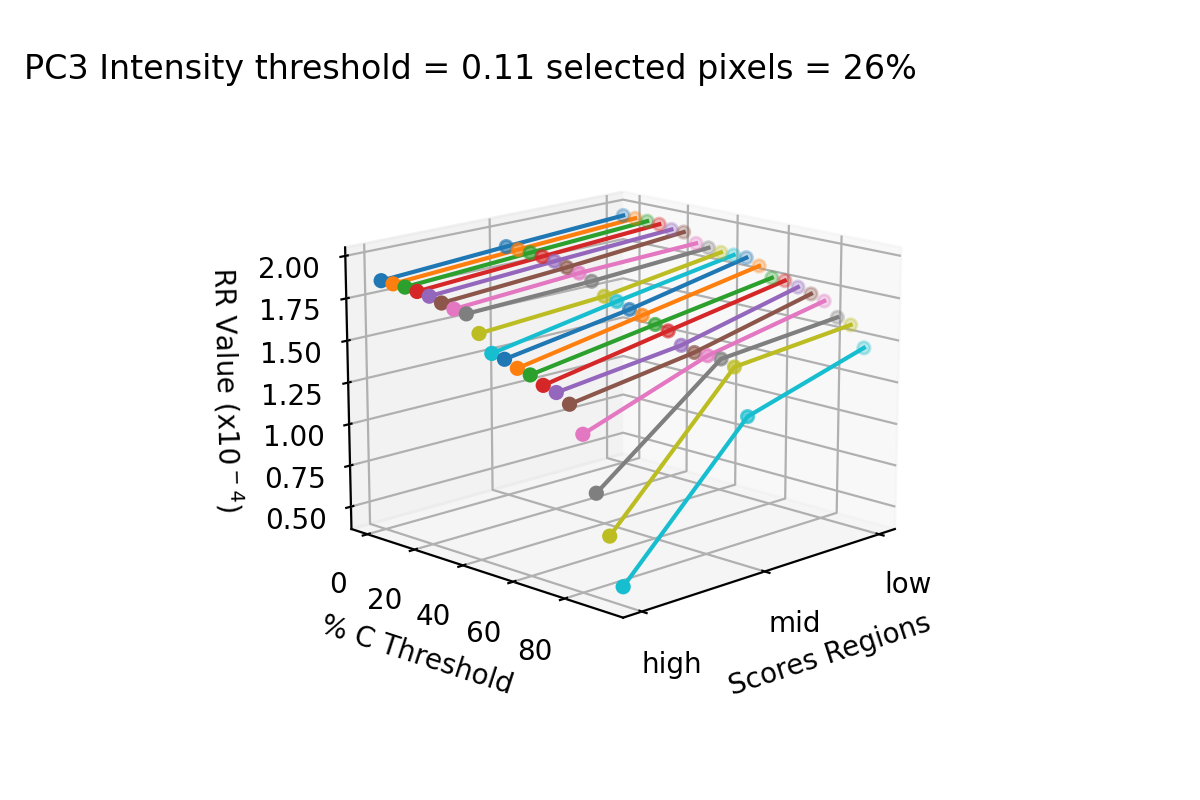 PC3 Intensity threshold = 0.11 selected pixels = 26%
2.00
1.75
1.50
1.25
1.00
0.75
0.50
RR Value (x10⁻⁴)
0
20
40
60
80
% C Threshold
high
mid
low
Scores Regions